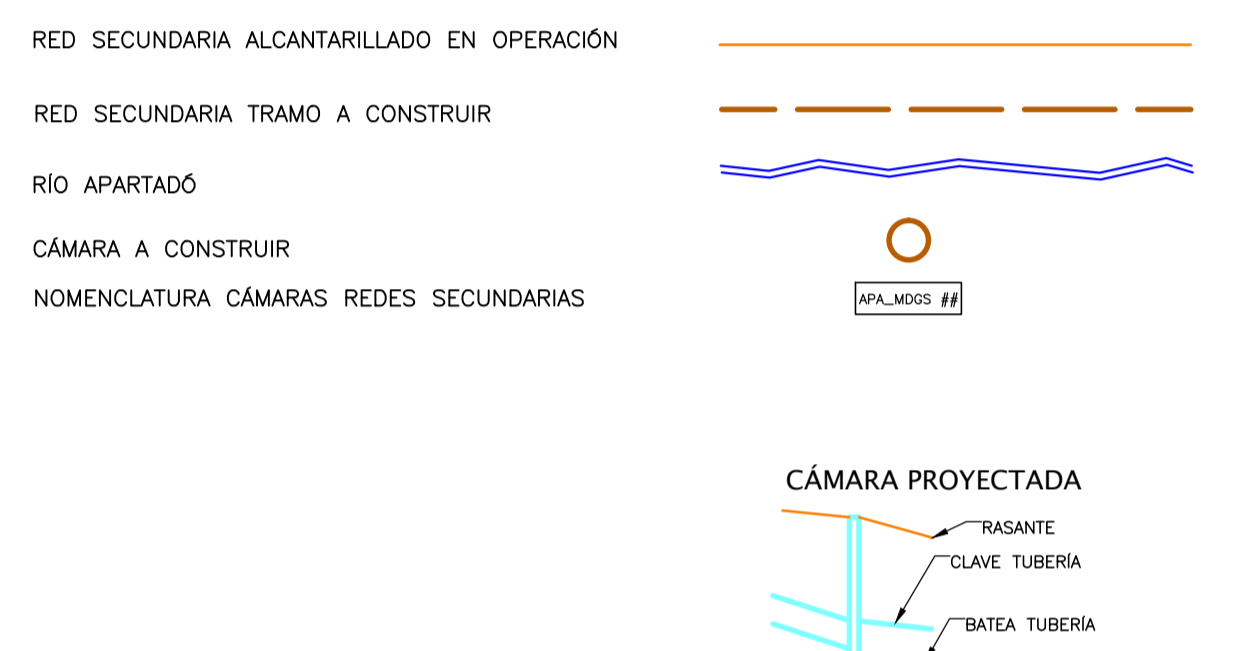 RED SECUNDARIA ALCANTARILLADO EN OPERACIÓN
RED SECUNDARIA TRAMO A CONSTRUIR
RÍO APARTADÓ
CÁMARA A CONSTRUIR
NOMENCLATURA CÁMARAS REDES SECUNDARIAS
APA_MDGS ##
CÁMARA PROYECTADA
RASANTE
CLAVE TUBERÍA
BATEA TUBERÍA